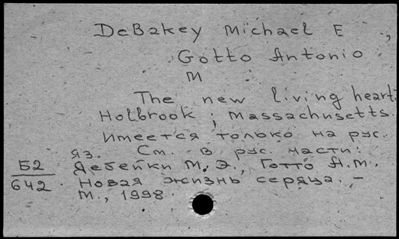 DeBakey Michael E.,
Gotto Antonio
M
The new living heart.
Holbrook, Massachusetts.
Имеется только на рус.
яз. См. в рус. части:
Б2
642
Дебейки М.Э., Готто А.М.
Новая жизнь сердца. –
М., 1998